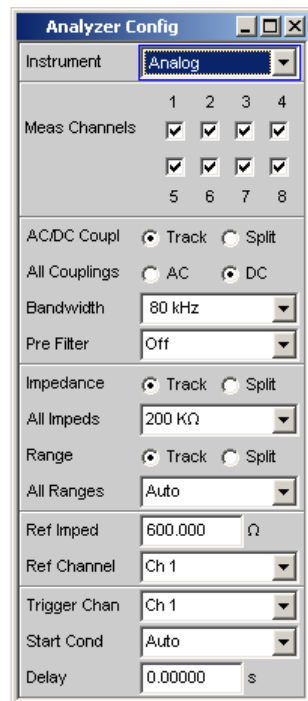 Analyzer Config
Instrument Analog
1 2 3 4
Meas Channels
5 6 7 8
AC/DC Coupl Track Split
All Couplings AC DC
Bandwidth 80 kHz
Pre Filter Off
Impedance Track Split
All Impeds 200 KΩ
Range Track Split
All Ranges Auto
Ref Imped 600.000 Ω
Ref Channel Ch 1
Trigger Chan Ch 1
Start Cond Auto
Delay 0.00000 s